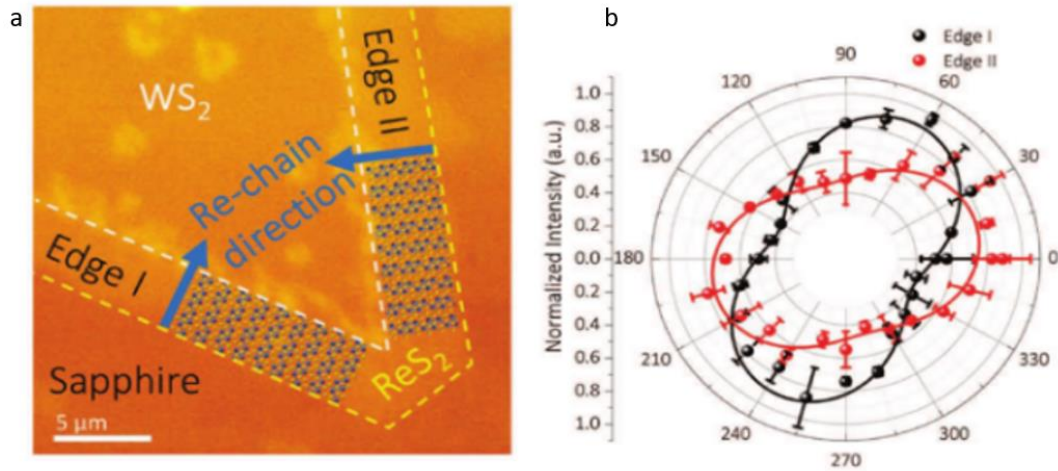 a
WS2
Edge I
Edge II
Re-chain
direction
ReS2
Sapphire
5 μm
b
Edge I
Edge II
Normalized Intensity (a.u.)
1.0
0.8
0.6
0.4
0.2
0.0
0.2
0.4
0.6
0.8
1.0
90
60
30
0
330
300
270
240
210
180
150
120